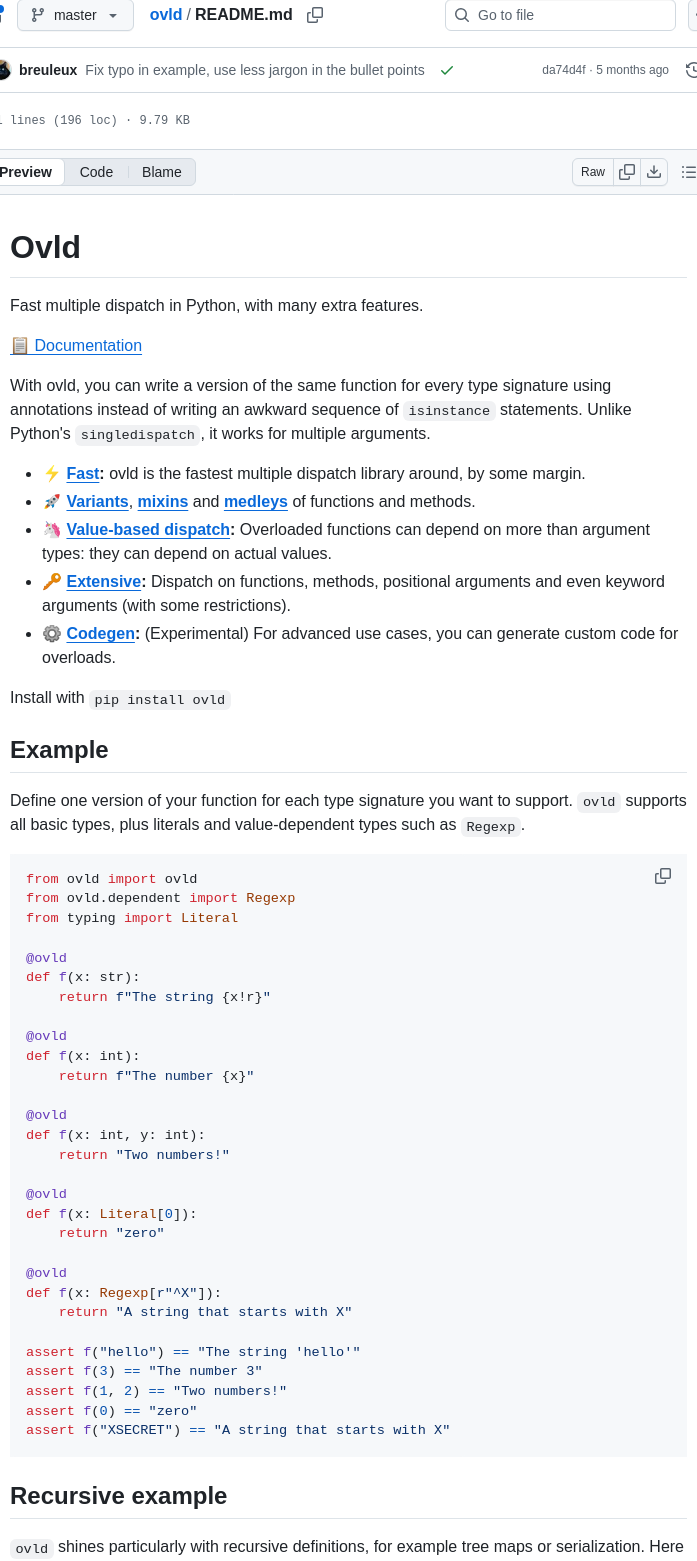 master ovld / README.md Go to file
breuleux Fix typo in example, use less jargon in the bullet points da74d4f · 5 months ago
lines (196 loc) · 9.79 KB
Preview Code Blame Raw
Ovld
Fast multiple dispatch in Python, with many extra features.
📋 Documentation
With ovld, you can write a version of the same function for every type signature using
annotations instead of writing an awkward sequence of isinstance statements. Unlike
Python's singledispatch, it works for multiple arguments.
• ⚡ Fast: ovld is the fastest multiple dispatch library around, by some margin.
• 🚀 Variants, mixins and medleys of functions and methods.
• 🦄 Value-based dispatch: Overloaded functions can depend on more than argument
types: they can depend on actual values.
• 🔑 Extensive: Dispatch on functions, methods, positional arguments and even keyword
arguments (with some restrictions).
• ⚙️ Codegen: (Experimental) For advanced use cases, you can generate custom code for
overloads.
Install with pip install ovld
Example
Define one version of your function for each type signature you want to support. ovld supports
all basic types, plus literals and value-dependent types such as Regexp.
from ovld import ovld
from ovld.dependent import Regexp
from typing import Literal
@ovld
def f(x: str):
    return f"The string {x!r}"
@ovld
def f(x: int):
    return f"The number {x}"
@ovld
def f(x: int, y: int):
    return "Two numbers!"
@ovld
def f(x: Literal[0]):
    return "zero"
@ovld
def f(x: Regexp[r"^X"]):
    return "A string that starts with X"
assert f("hello") == "The string 'hello'"
assert f(3) == "The number 3"
assert f(1, 2) == "Two numbers!"
assert f(0) == "zero"
assert f("XSECRET") == "A string that starts with X"
Recursive example
ovld shines particularly with recursive definitions, for example tree maps or serialization. Here